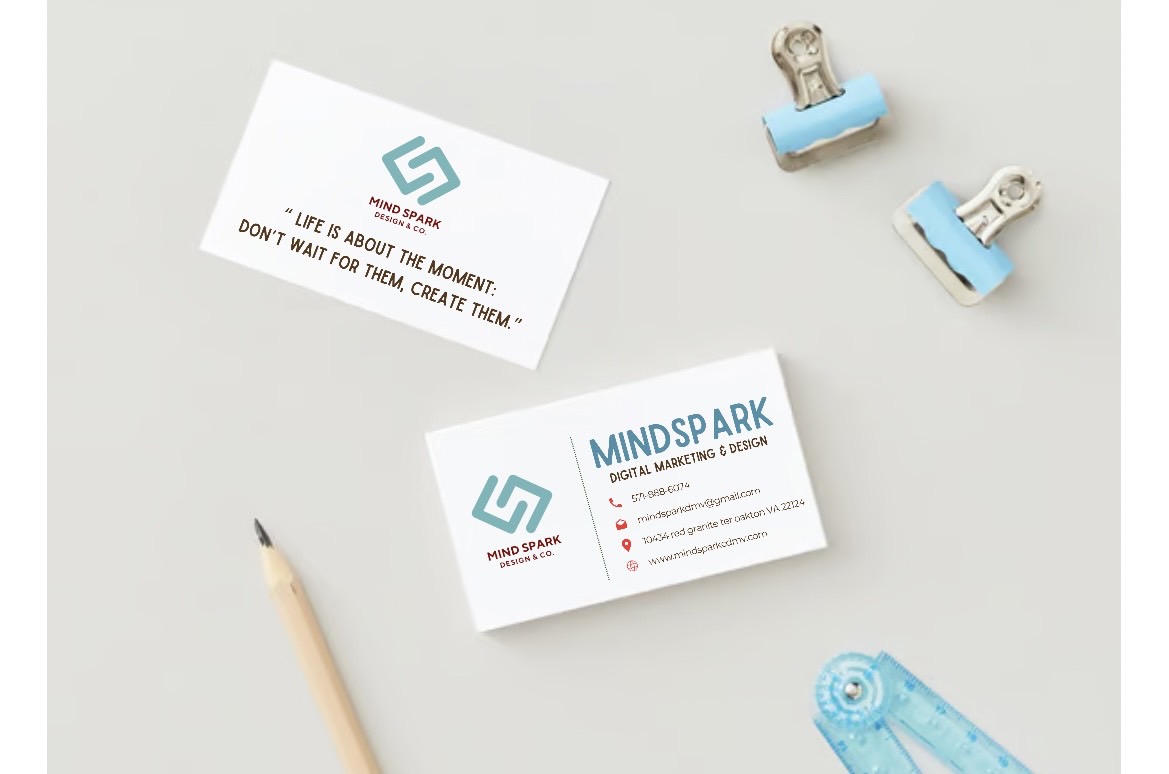 MIND SPARK
DESIGN & CO.
“ LIFE IS ABOUT THE MOMENT:
DON'T WAIT FOR THEM, CREATE THEM.”
MINDSPARK
DIGITAL MARKETING & DESIGN
571-888-6074
mindsparkdmv@gmail.com
10434 red granite ter oakton VA 22124
www.mindsparkcdmv.com
MIND SPARK
DESIGN & CO.